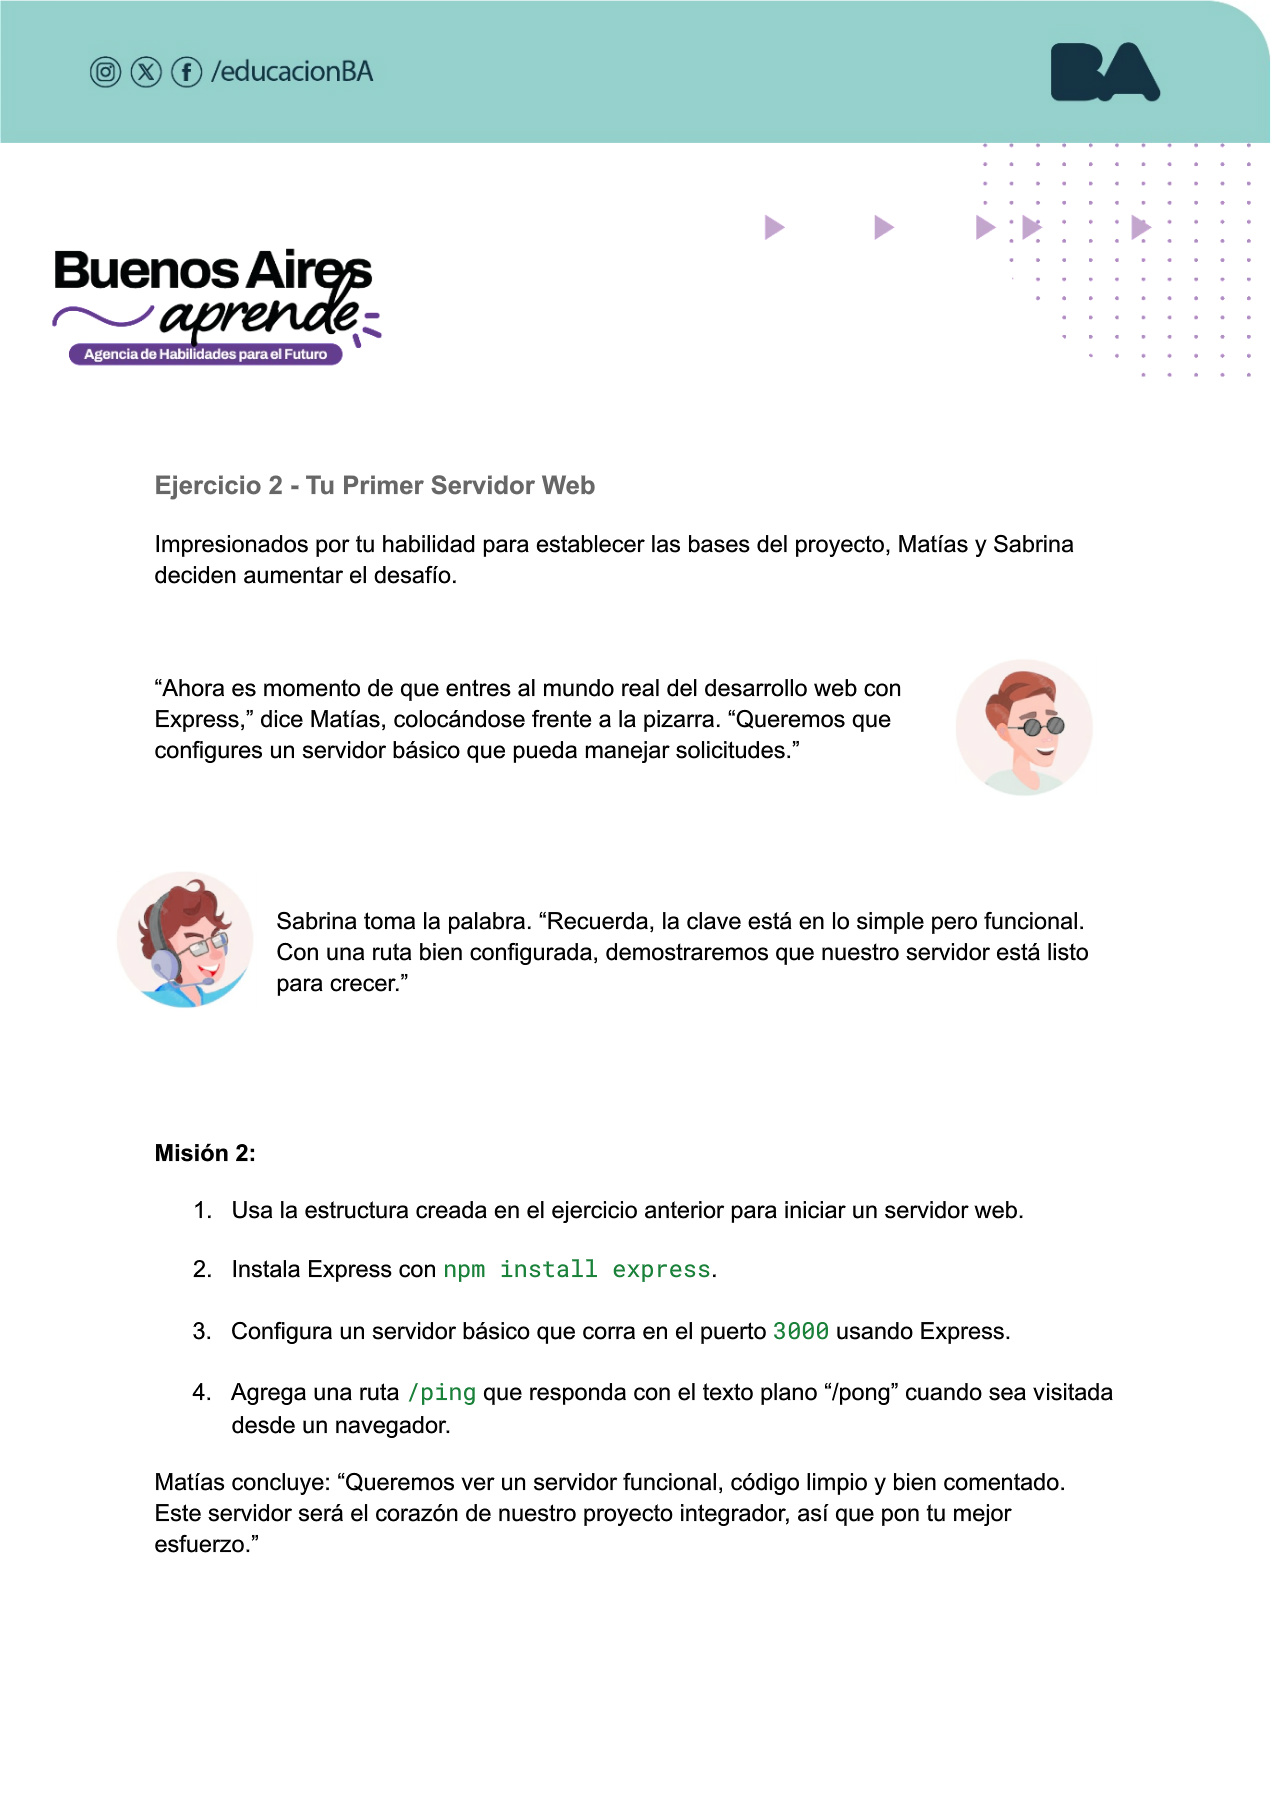 /educacionBA
BA
Buenos Aires
aprende
Agencia de Habilidades para el Futuro
Ejercicio 2 - Tu Primer Servidor Web
Impresionados por tu habilidad para establecer las bases del proyecto, Matías y Sabrina
deciden aumentar el desafío.
“Ahora es momento de que entres al mundo real del desarrollo web con
Express,” dice Matías, colocándose frente a la pizarra. “Queremos que
configures un servidor básico que pueda manejar solicitudes.”
Sabrina toma la palabra. “Recuerda, la clave está en lo simple pero funcional.
Con una ruta bien configurada, demostraremos que nuestro servidor está listo
para crecer.”
Misión 2:
1. Usa la estructura creada en el ejercicio anterior para iniciar un servidor web.
2. Instala Express con npm install express.
3. Configura un servidor básico que corra en el puerto 3000 usando Express.
4. Agrega una ruta /ping que responda con el texto plano “/pong” cuando sea visitada
desde un navegador.
Matías concluye: “Queremos ver un servidor funcional, código limpio y bien comentado.
Este servidor será el corazón de nuestro proyecto integrador, así que pon tu mejor
esfuerzo.”